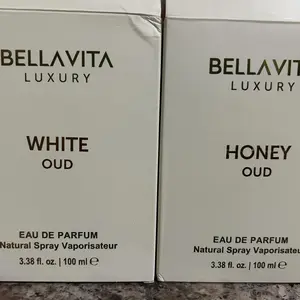 BELLAVITA
LUXURY
WHITE
OUD
EAU DE PARFUM
Natural Spray Vaporisateur
3.38 fl. oz. | 100 ml ℮
BELLAVITA
LUXURY
HONEY
OUD
EAU DE PARFUM
Natural Spray Vaporisateur
3.38 fl. oz. | 100 ml ℮